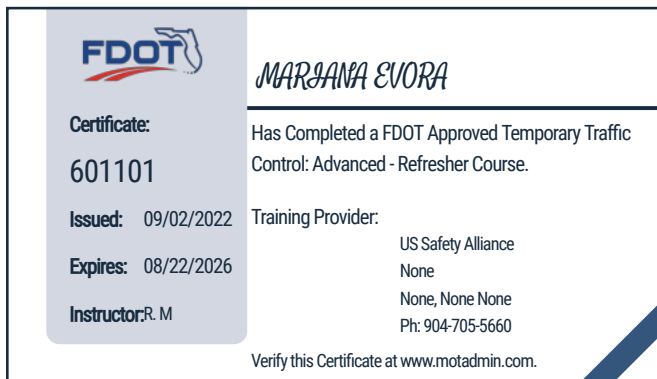 FDOT
MARIANA EVORA
Certificate:
601101
Issued: 09/02/2022
Expires: 08/22/2026
Instructor:R. M
Has Completed a FDOT Approved Temporary Traffic
Control: Advanced - Refresher Course.
Training Provider:
US Safety Alliance
None
None, None None
Ph: 904-705-5660
Verify this Certificate at www.motadmin.com.